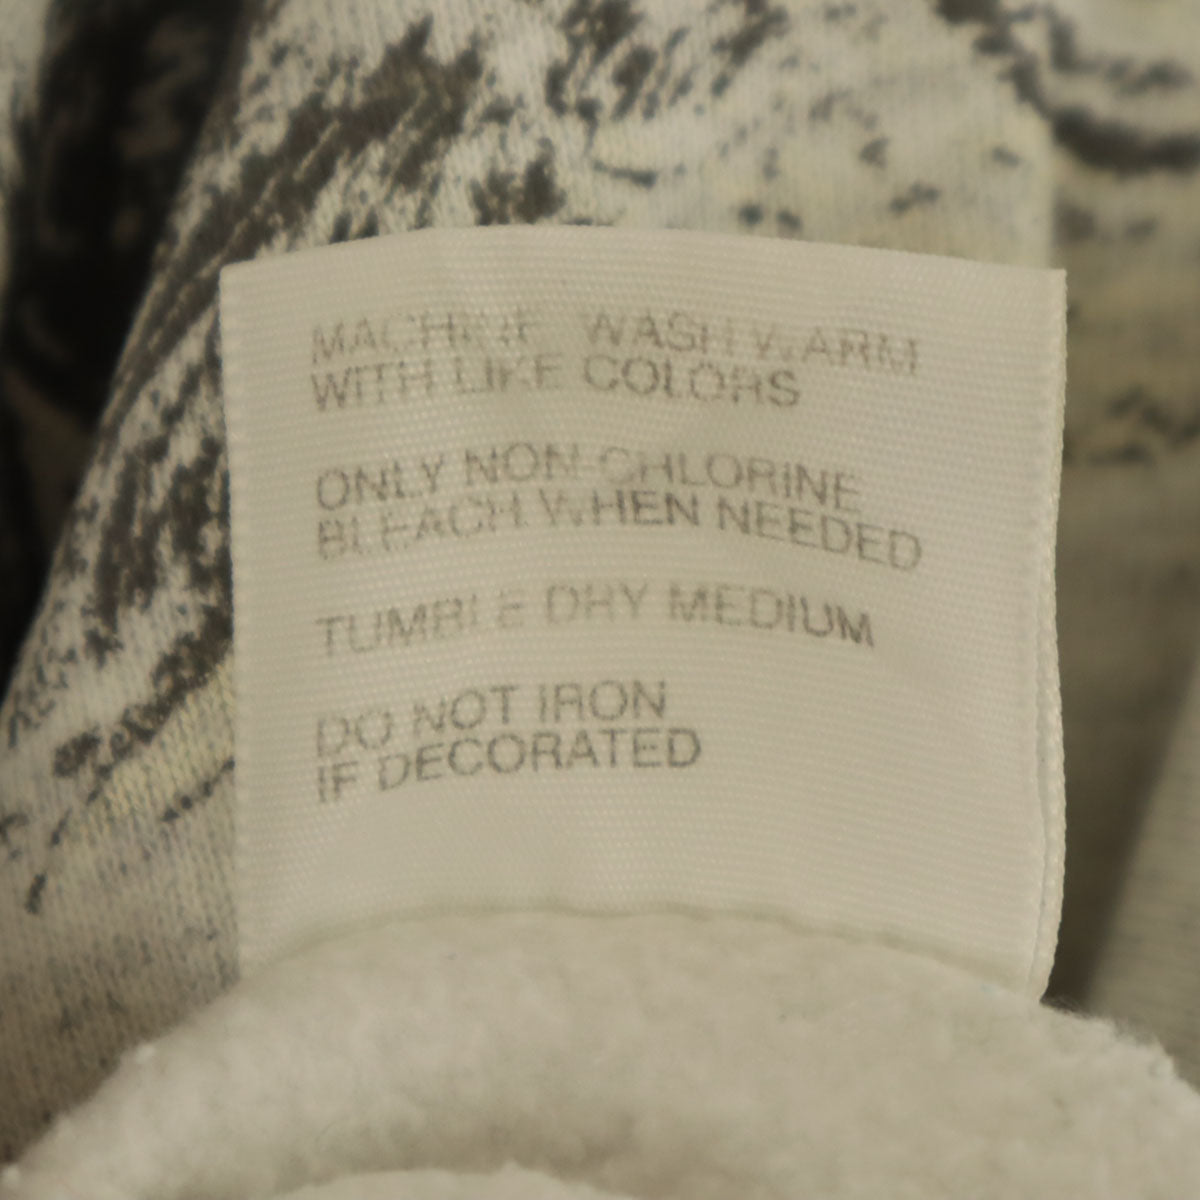 MACHINE WASH WARM
WITH LIKE COLORS
ONLY NON-CHLORINE
BLEACH WHEN NEEDED
TUMBLE DRY MEDIUM
DO NOT IRON
IF DECORATED